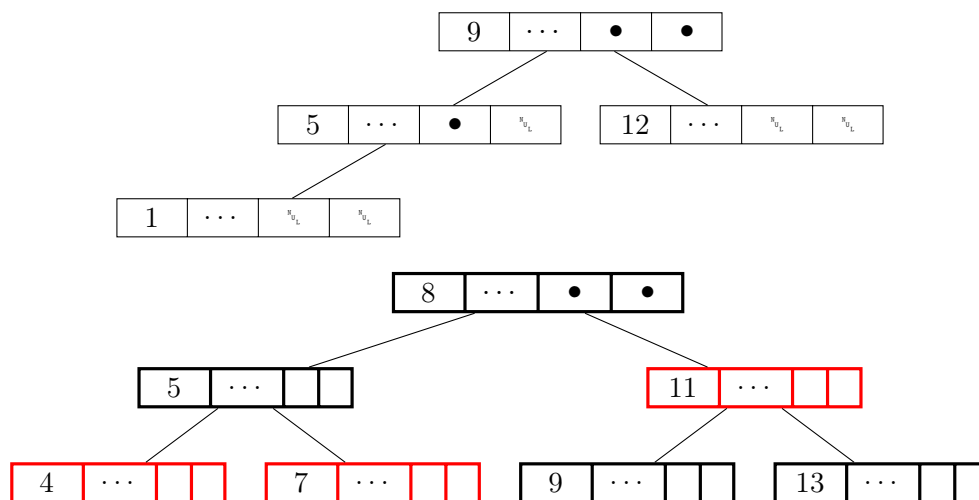 9 ··· ● ●
5 ··· ● NUL 12 ··· NUL NUL
1 ··· NUL NUL
8 ··· ● ●
5 ··· 11 ···
4 ··· 7 ··· 9 ··· 13 ···